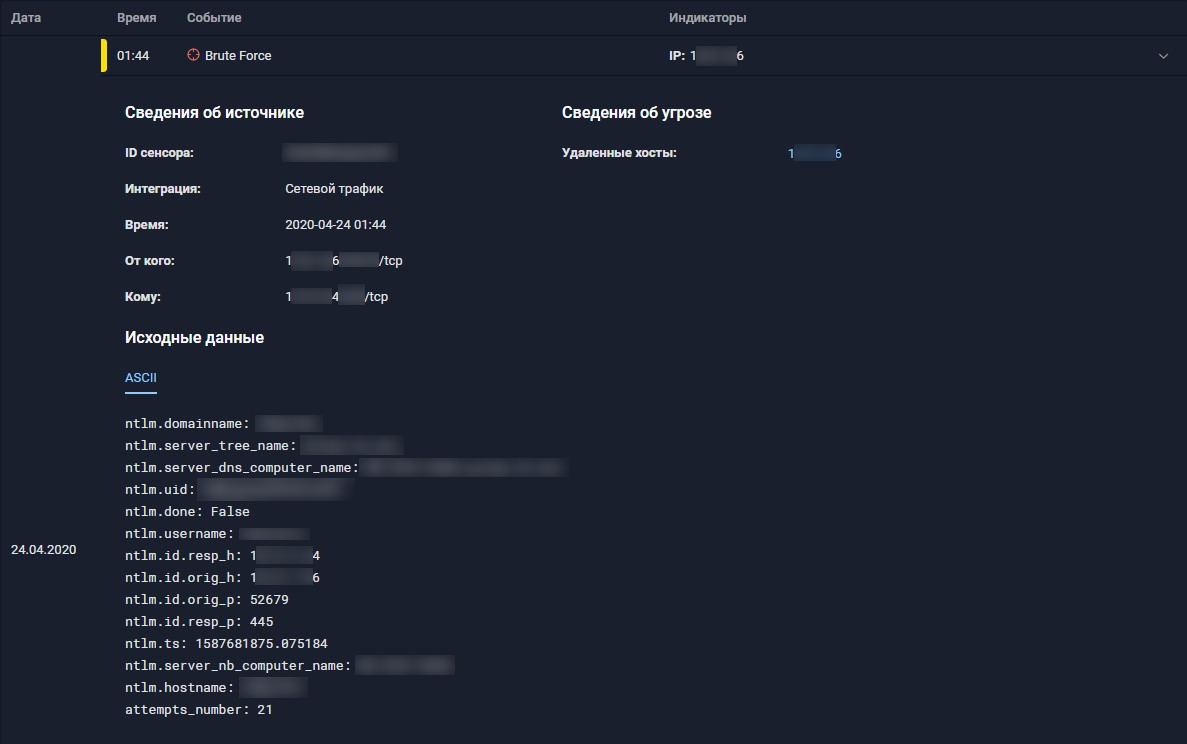 Дата Время Событие Индикаторы
01:44 Brute Force IP: 1 6
Сведения об источнике Сведения об угрозе
ID сенсора: Удаленные хосты: 1 6
Интеграция: Сетевой трафик
Время: 2020-04-24 01:44
От кого: 1 6 /tcp
Кому: 1 4 /tcp
Исходные данные
ASCII
ntlm.domainname:
ntlm.server_tree_name:
ntlm.server_dns_computer_name:
ntlm.uid:
ntlm.done: False
ntlm.username:
24.04.2020
ntlm.id.resp_h: 1 4
ntlm.id.orig_h: 1 6
ntlm.id.orig_p: 52679
ntlm.id.resp_p: 445
ntlm.ts: 1587681875.075184
ntlm.server_nb_computer_name:
ntlm.hostname:
attempts_number: 21